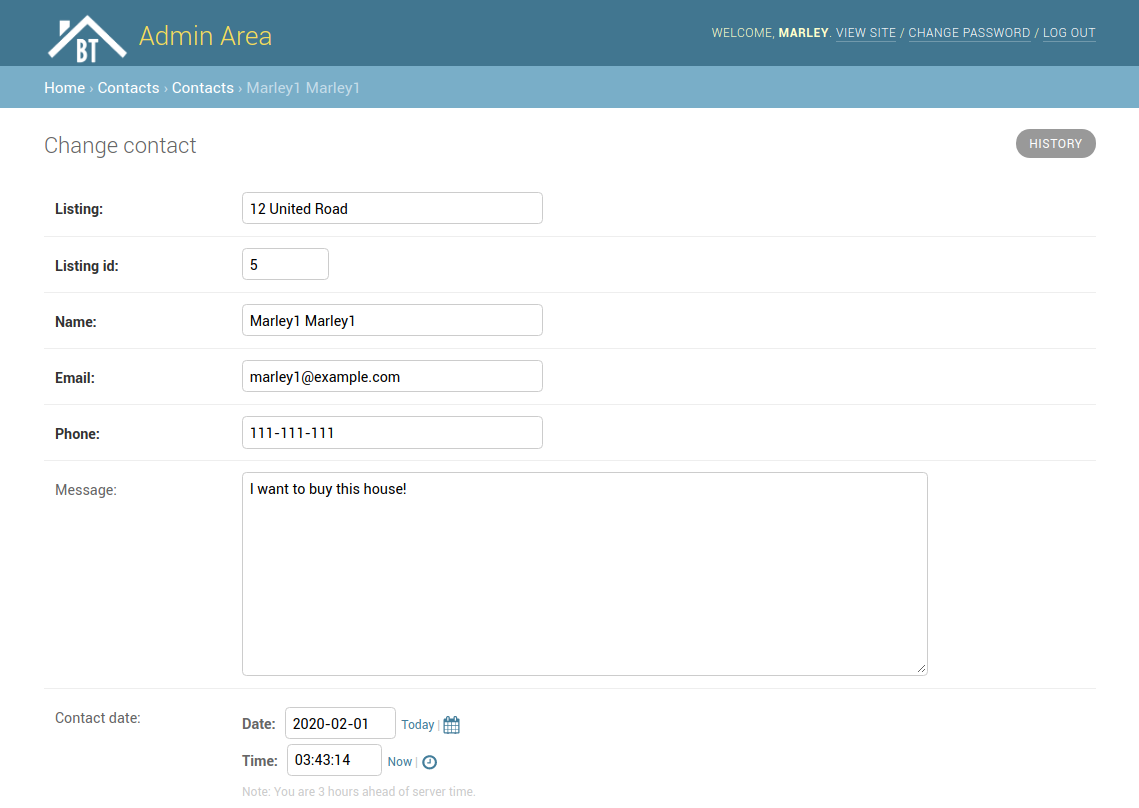 BT
Admin Area
WELCOME, MARLEY. VIEW SITE / CHANGE PASSWORD / LOG OUT
Home › Contacts › Contacts › Marley1 Marley1
Change contact
HISTORY
Listing: 12 United Road
Listing id: 5
Name: Marley1 Marley1
Email: marley1@example.com
Phone: 111-111-111
Message: I want to buy this house!
Contact date:
Date: 2020-02-01 Today |
Time: 03:43:14 Now |
Note: You are 3 hours ahead of server time.